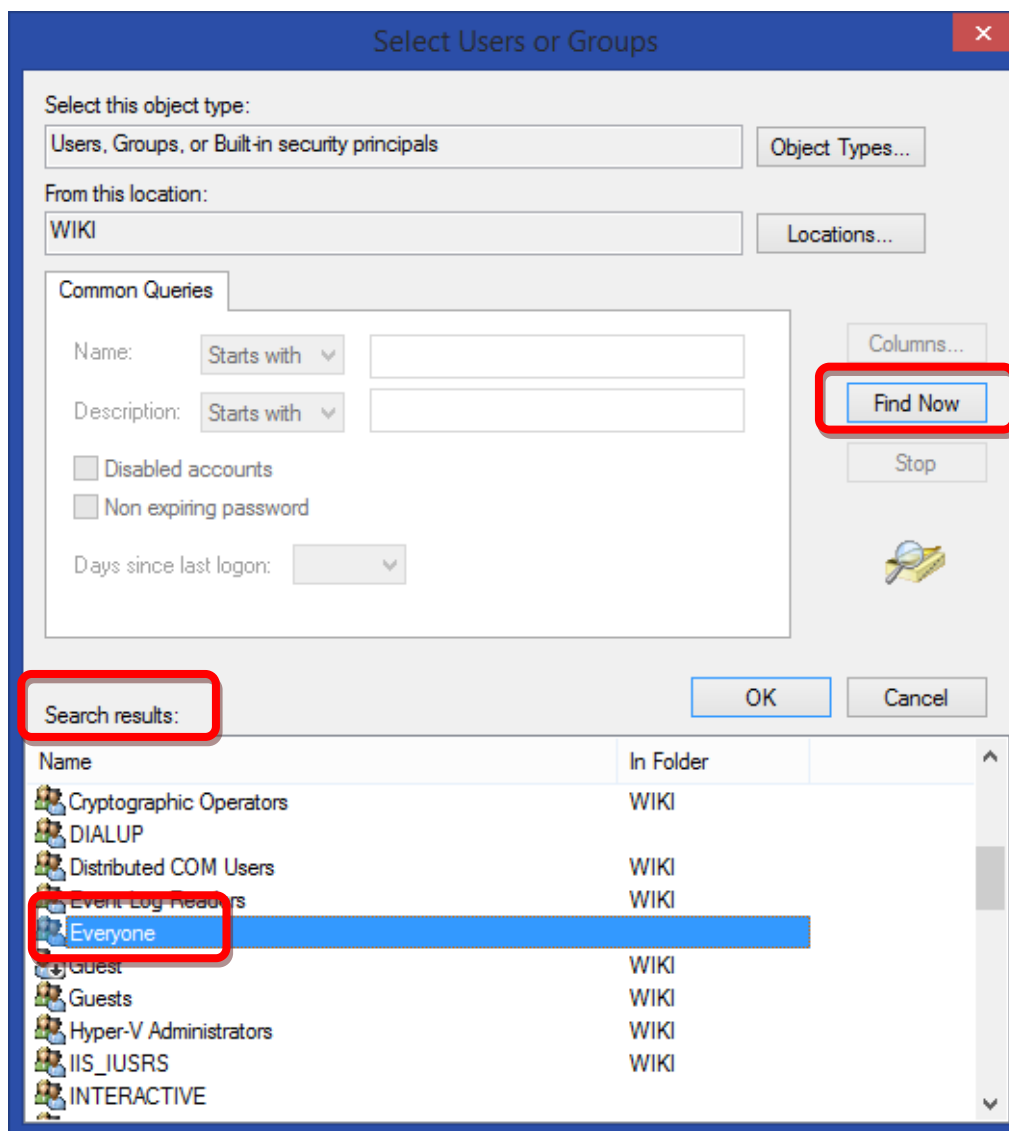 Select Users or Groups
Select this object type:
Users, Groups, or Built-in security principals
Object Types...
From this location:
WIKI
Locations...
Common Queries
Name: Starts with
Columns...
Description: Starts with
Find Now
Disabled accounts
Stop
Non expiring password
Days since last logon:
OK Cancel
Search results:
Name In Folder
Cryptographic Operators WIKI
DIALUP
Distributed COM Users WIKI
Event Log Readers WIKI
Everyone
Guest WIKI
Guests WIKI
Hyper-V Administrators WIKI
IIS_IUSRS WIKI
INTERACTIVE